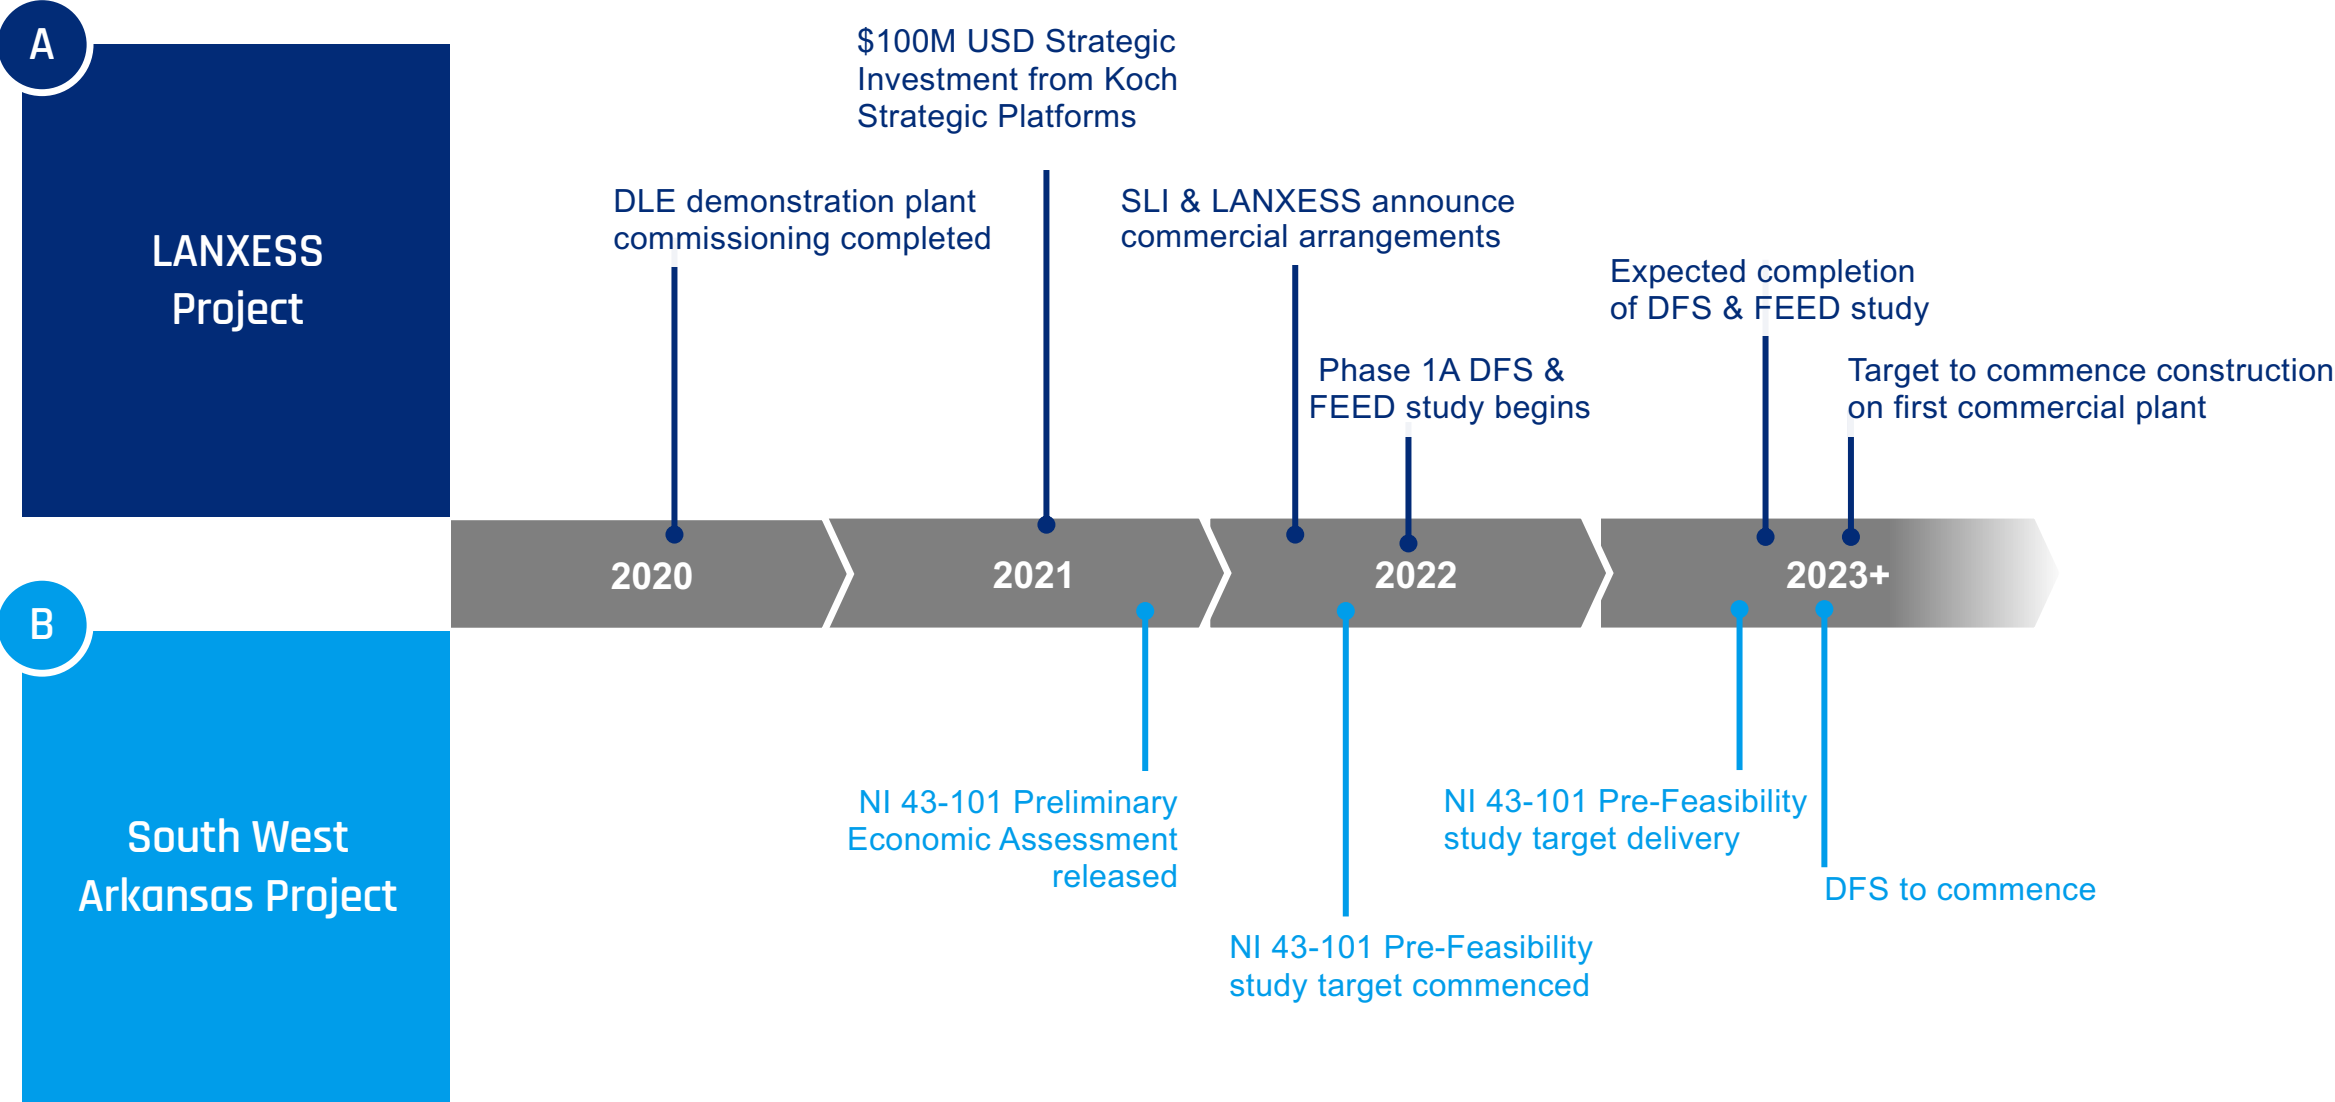 A
LANXESS
Project
$100M USD Strategic
Investment from Koch
Strategic Platforms
DLE demonstration plant
commissioning completed
SLI & LANXESS announce
commercial arrangements
Phase 1A DFS &
FEED study begins
Expected completion
of DFS & FEED study
Target to commence construction
on first commercial plant
2020
2021
2022
2023+
B
South West
Arkansas Project
NI 43-101 Preliminary
Economic Assessment
released
NI 43-101 Pre-Feasibility
study target commenced
NI 43-101 Pre-Feasibility
study target delivery
DFS to commence